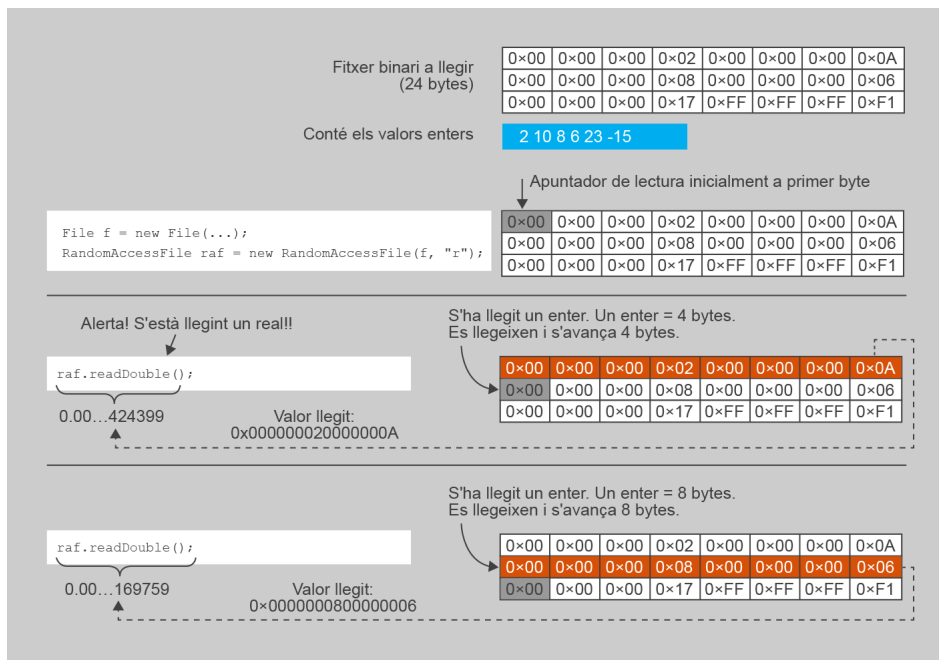 Fitxer binari a llegir
(24 bytes)
0×00 0×00 0×00 0×02 0×00 0×00 0×00 0×0A
0×00 0×00 0×00 0×08 0×00 0×00 0×00 0×06
0×00 0×00 0×00 0×17 0×FF 0×FF 0×FF 0×F1
Conté els valors enters
2 10 8 6 23 -15
Apuntador de lectura inicialment a primer byte
File f = new File(...);
RandomAccessFile raf = new RandomAccessFile(f, "r");
0×00 0×00 0×00 0×02 0×00 0×00 0×00 0×0A
0×00 0×00 0×00 0×08 0×00 0×00 0×00 0×06
0×00 0×00 0×00 0×17 0×FF 0×FF 0×FF 0×F1
Alerta! S'està llegint un real!!
raf.readDouble();
0.00...424399
Valor llegit:
0x000000020000000A
S'ha llegit un enter. Un enter = 4 bytes.
Es llegeixen i s'avança 4 bytes.
0×00 0×00 0×00 0×02 0×00 0×00 0×00 0×0A
0×00 0×00 0×00 0×08 0×00 0×00 0×00 0×06
0×00 0×00 0×00 0×17 0×FF 0×FF 0×FF 0×F1
raf.readDouble();
0.00...169759
Valor llegit:
0×0000000800000006
S'ha llegit un enter. Un enter = 8 bytes.
Es llegeixen i s'avança 8 bytes.
0×00 0×00 0×00 0×02 0×00 0×00 0×00 0×0A
0×00 0×00 0×00 0×08 0×00 0×00 0×00 0×06
0×00 0×00 0×00 0×17 0×FF 0×FF 0×FF 0×F1